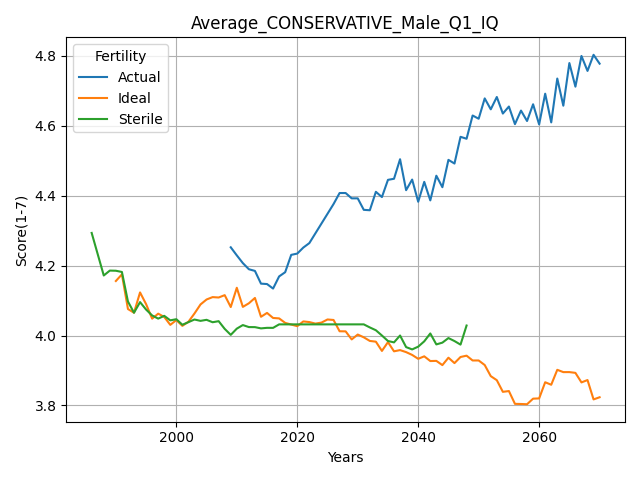 Average_CONSERVATIVE_Male_Q1_IQ
Fertility
Actual
Ideal
Sterile
Score(1-7)
4.8
4.6
4.4
4.2
4.0
3.8
2000
2020
2040
2060
Years